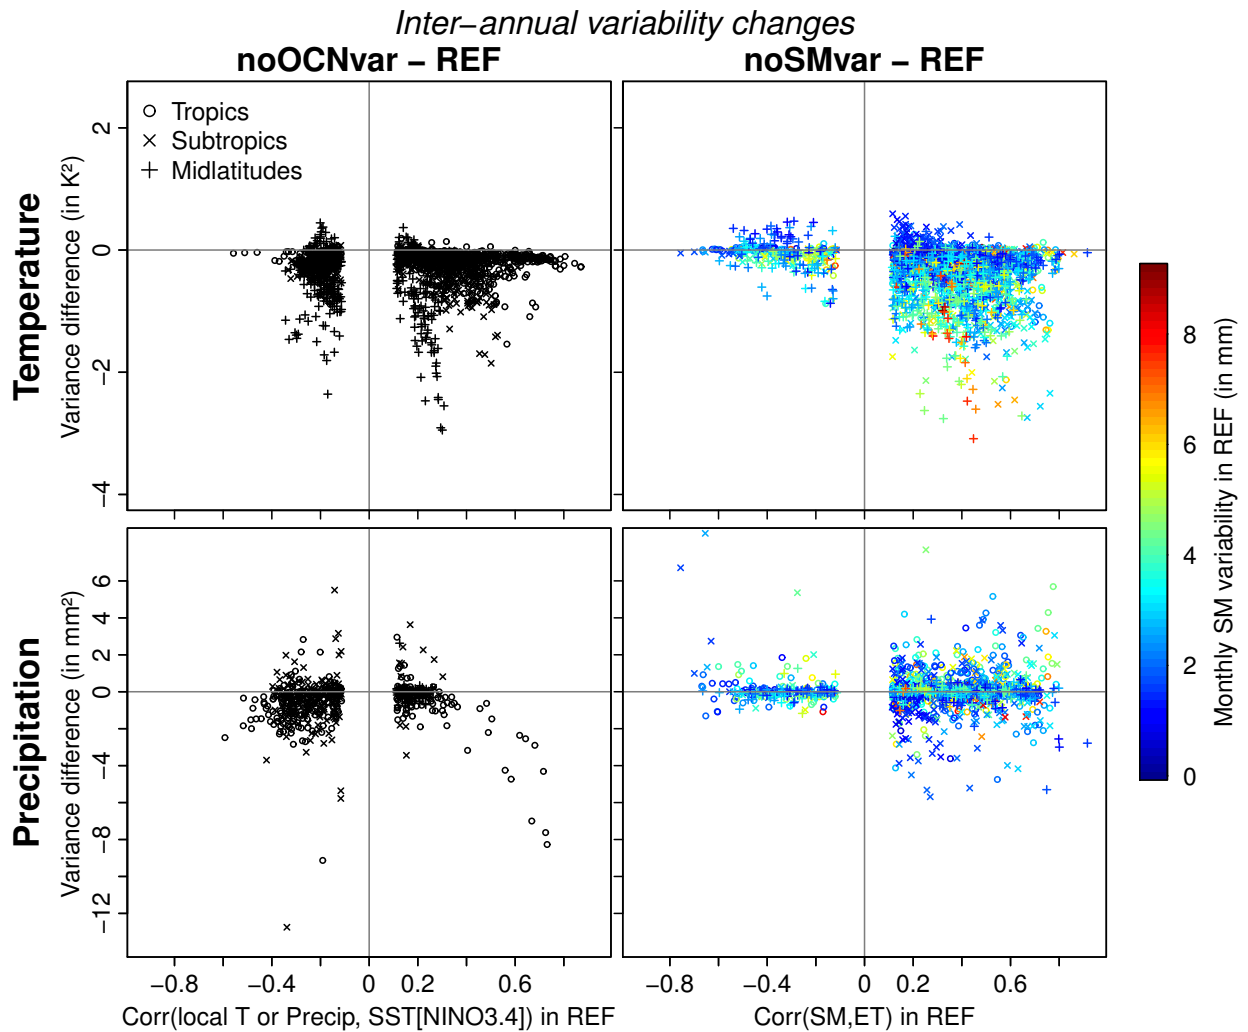 Inter−annual variability changes
noOCNvar − REF
noSMvar − REF
Tropics
Subtropics
Midlatitudes
Temperature
Variance difference (in K²)
2
0
−2
−4
Precipitation
Variance difference (in mm²)
6
4
2
0
−4
−8
−12
−0.8
−0.4
0
0.2
0.6
Corr(local T or Precip, SST[NINO3.4]) in REF
−0.8
−0.4
0
0.2
0.6
Corr(SM,ET) in REF
8
6
4
2
0
Monthly SM variability in REF (in mm)